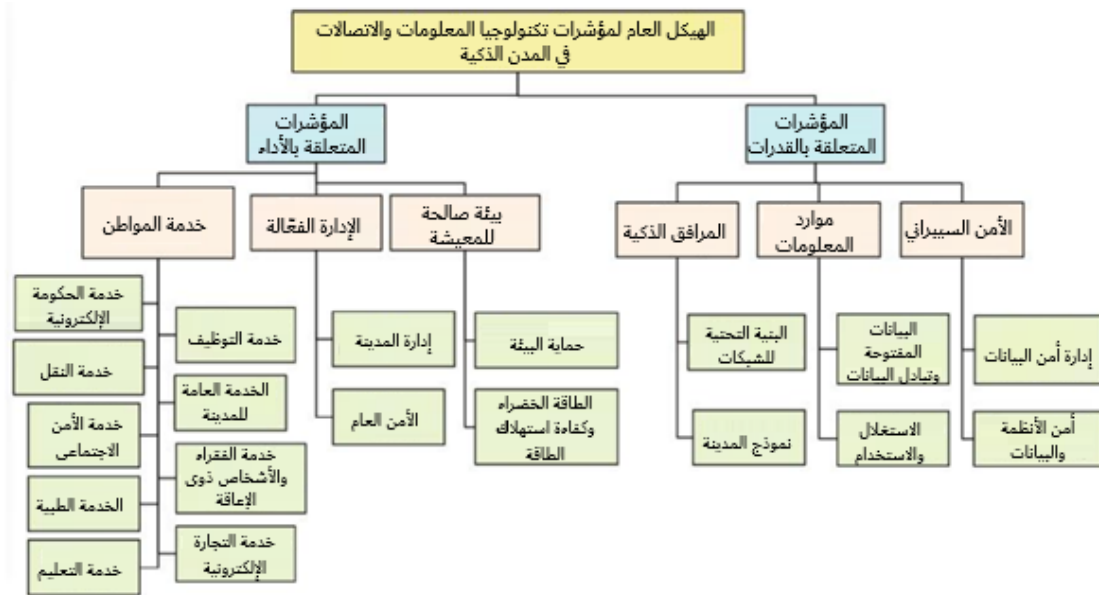 الهيكل العام لمؤشرات تكنولوجيا المعلومات والاتصالات
في المدن الذكية
المؤشرات
المتعلقة بالقدرات
المؤشرات
المتعلقة بالأداء
الأمن السيبراني
موارد
المعلومات
المرافق الذكية
بيئة صالحة
للمعيشة
الإدارة الفعّالة
خدمة المواطن
إدارة أمن البيانات
أمن الأنظمة
والبيانات
البيانات
المفتوحة
وتبادل البيانات
الاستغلال
والاستخدام
البنية التحتية
للشبكات
نموذج المدينة
حماية البيئة
الطاقة الخضراء
وكفاءة استهلاك
الطاقة
إدارة المدينة
الأمن العام
خدمة التوظيف
الخدمة العامة
للمدينة
خدمة الفقراء
والأشخاص ذوى
الإعاقة
خدمة التجارة
الإلكترونية
خدمة الحكومة
الإلكترونية
خدمة النقل
خدمة الأمن
الاجتماعى
الخدمة الطبية
خدمة التعليم